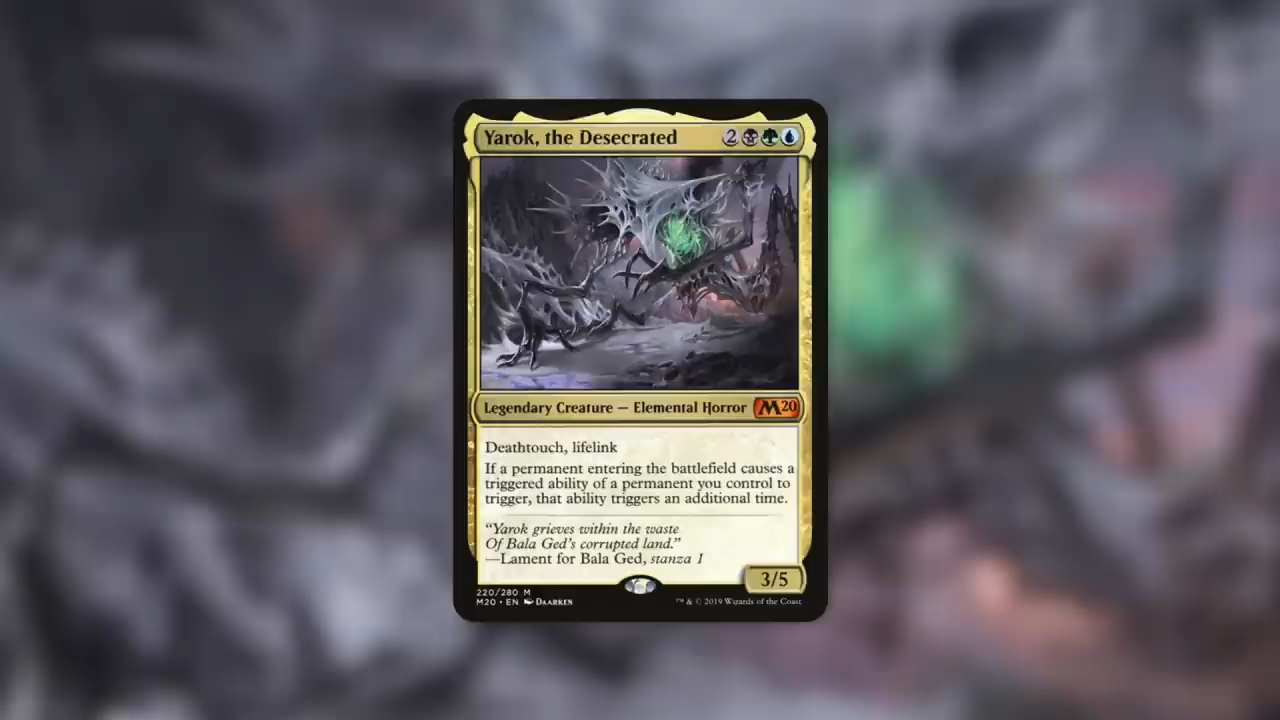 Yarok, the Desecrated 2
Legendary Creature — Elemental Horror M20
Deathtouch, lifelink
If a permanent entering the battlefield causes a
triggered ability of a permanent you control to
trigger, that ability triggers an additional time.
“Yarok grieves within the waste
Of Bala Ged’s corrupted land.”
—Lament for Bala Ged, stanza 1
3/5
220/280 M
M20 • EN DAARKEN ™ & © 2019 Wizards of the Coast